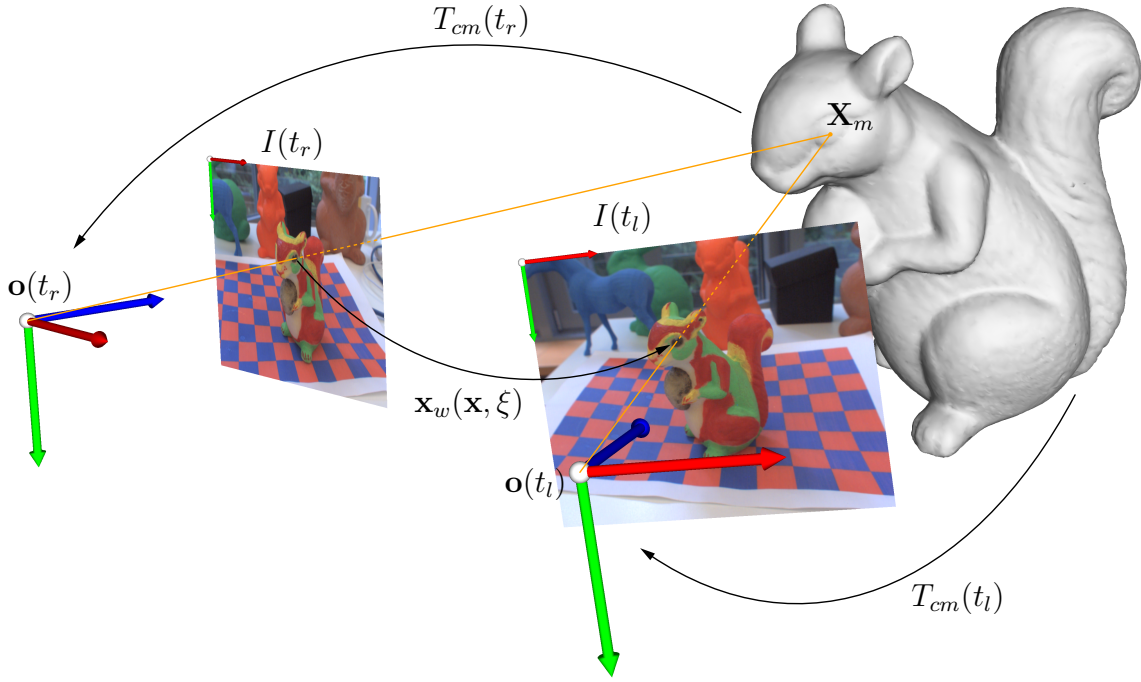 T_{cm}(t_r)
X_m
I(t_r)
I(t_l)
o(t_r)
x_w(x, ξ)
o(t_l)
T_{cm}(t_l)